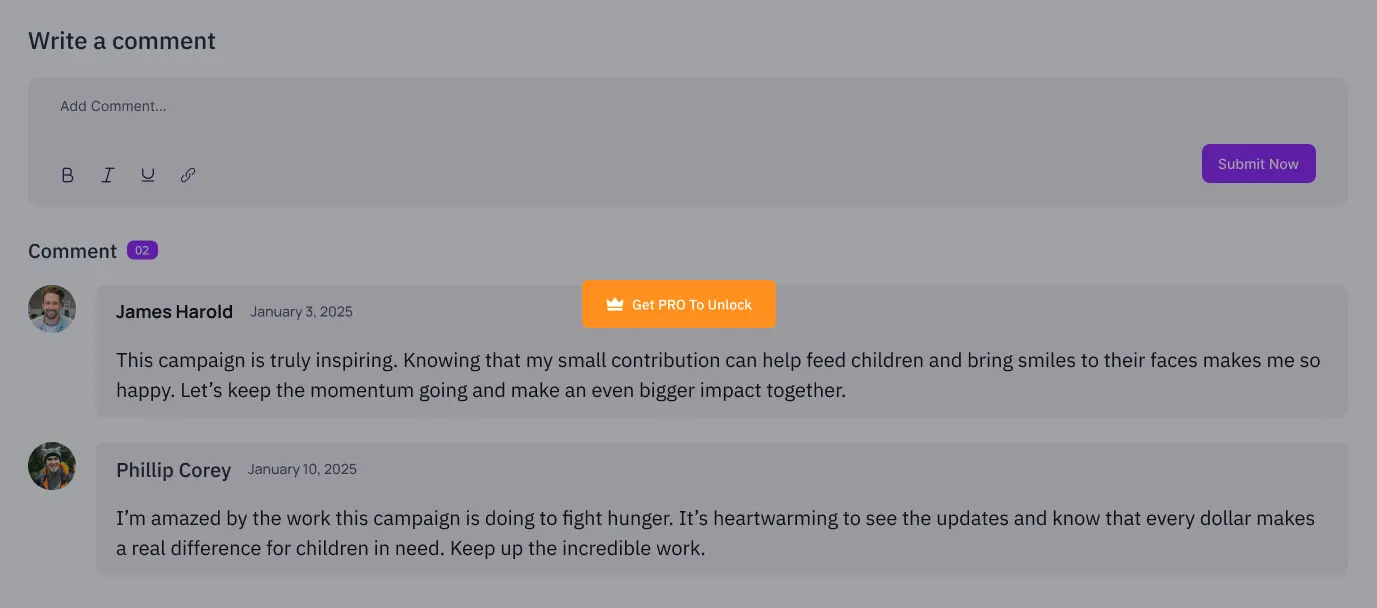 Write a comment
Add Comment...
B I U
Submit Now
Comment 02
James Harold January 3, 2025
Get PRO To Unlock
This campaign is truly inspiring. Knowing that my small contribution can help feed children and bring smiles to their faces makes me so
happy. Let’s keep the momentum going and make an even bigger impact together.
Phillip Corey January 10, 2025
I’m amazed by the work this campaign is doing to fight hunger. It’s heartwarming to see the updates and know that every dollar makes
a real difference for children in need. Keep up the incredible work.